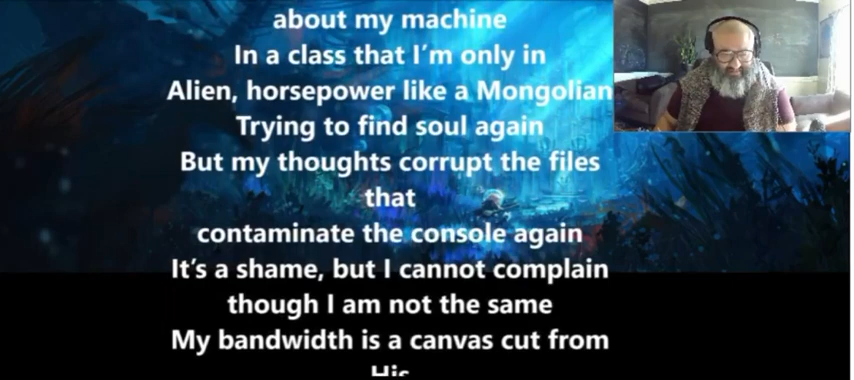 about my machine
In a class that I'm only in
Alien, horsepower like a Mongolian
Trying to find soul again
But my thoughts corrupt the files
that
contaminate the console again
It's a shame, but I cannot complain
though I am not the same
My bandwidth is a canvas cut from
His